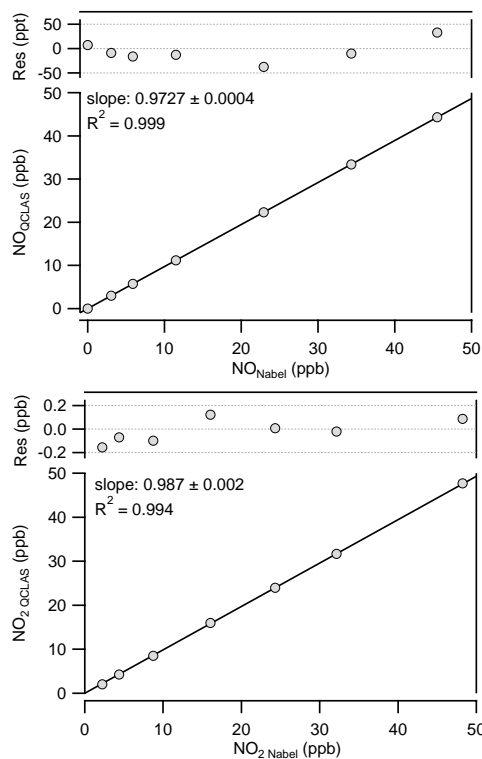 Res (ppt)
50
0
-50
slope: 0.9727 ± 0.0004
R² = 0.999
NO_QCLAS (ppb)
50
40
30
20
10
0
0 10 20 30 40 50
NO_Nabel (ppb)
Res (ppb)
0.2
0.0
-0.2
slope: 0.987 ± 0.002
R² = 0.994
NO₂ QCLAS (ppb)
50
40
30
20
10
0
0 10 20 30 40 50
NO₂ Nabel (ppb)